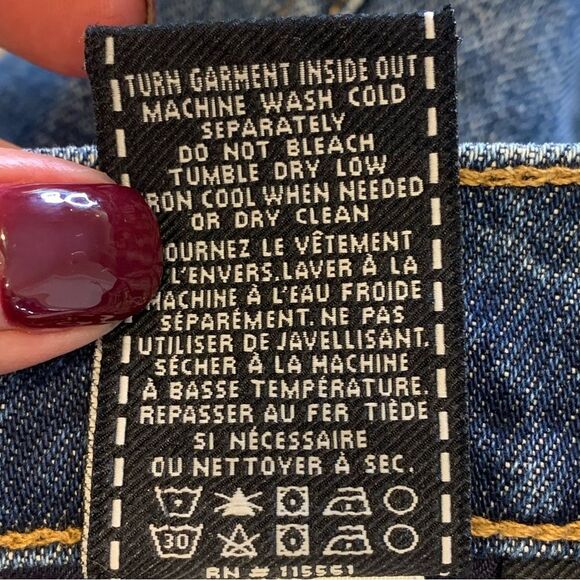 TURN GARMENT INSIDE OUT
MACHINE WASH COLD
SEPARATELY
DO NOT BLEACH
TUMBLE DRY LOW
RON COOL WHEN NEEDED
OR DRY CLEAN
OURNEZ LE VÊTEMENT
L'ENVERS.LAVER À LA
MACHINE À L'EAU FROIDE
SÉPARÉMENT. NE PAS
UTILISER DE JAVELLISANT.
SÉCHER À LA MACHINE
À BASSE TEMPÉRATURE.
REPASSER AU FER TIÈDE
SI NÉCESSAIRE
OU NETTOYER À SEC.
30
RN # 115561